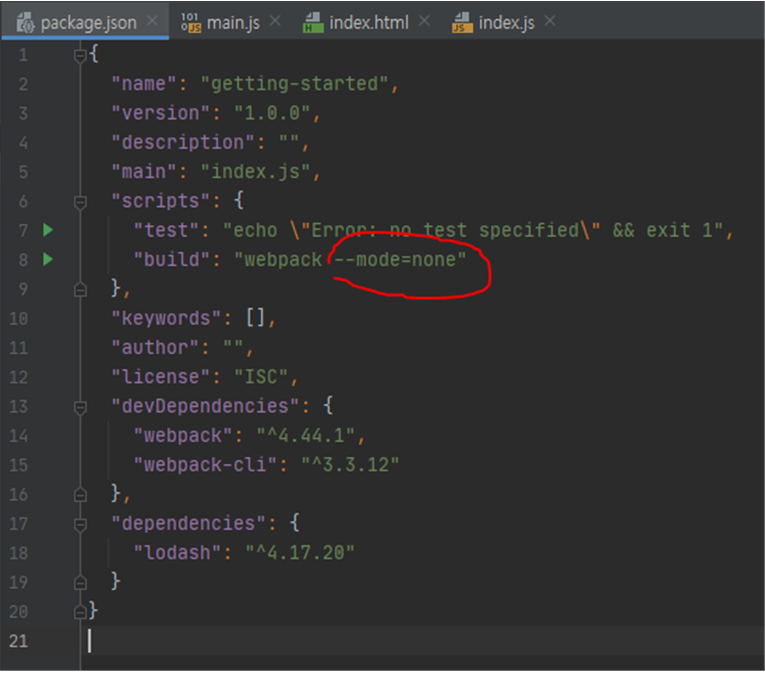 package.json main.js index.html index.js
1 {
2 "name": "getting-started",
3 "version": "1.0.0",
4 "description": "",
5 "main": "index.js",
6 "scripts": {
7 "test": "echo \"Error: no test specified\" && exit 1",
8 "build": "webpack --mode=none"
9 },
10 "keywords": [],
11 "author": "",
12 "license": "ISC",
13 "devDependencies": {
14 "webpack": "^4.44.1",
15 "webpack-cli": "^3.3.12"
16 },
17 "dependencies": {
18 "lodash": "^4.17.20"
19 }
20 }
21